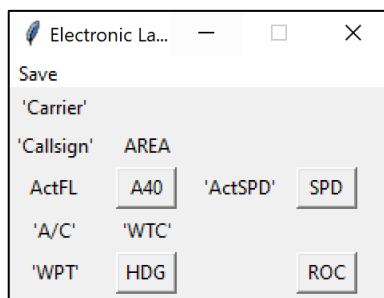 Electronic La...
Save
'Carrier'
'Callsign' AREA
ActFL A40 'ActSPD' SPD
'A/C' 'WTC'
'WPT' HDG ROC